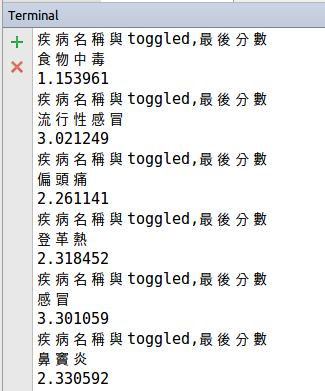 Terminal
疾病名稱與toggled,最後分數
食物中毒
1.153961
疾病名稱與toggled,最後分數
流行性感冒
3.021249
疾病名稱與toggled,最後分數
偏頭痛
2.261141
疾病名稱與toggled,最後分數
登革熱
2.318452
疾病名稱與toggled,最後分數
感冒
3.301059
疾病名稱與toggled,最後分數
鼻竇炎
2.330592